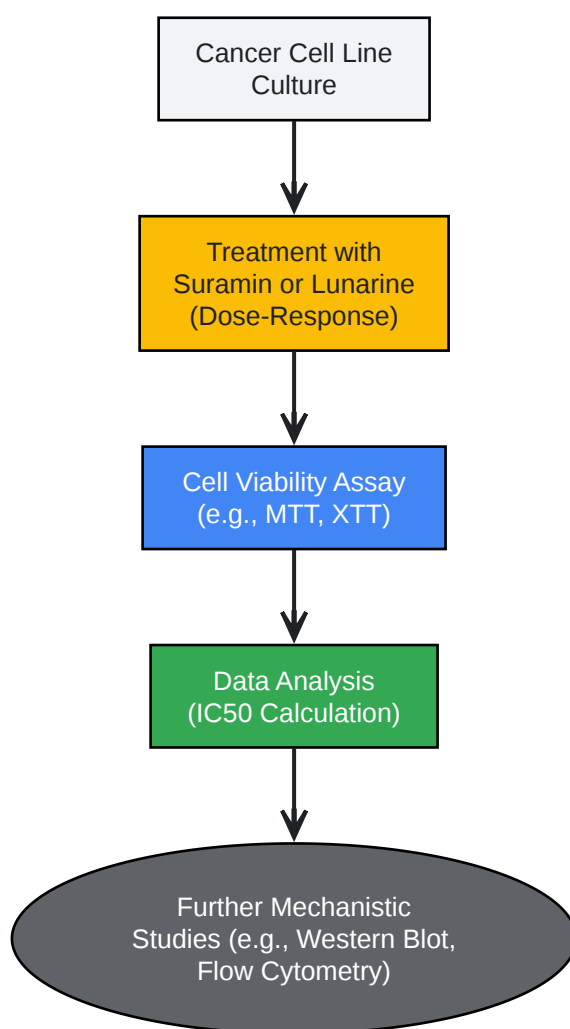 Cancer Cell Line
Culture
Treatment with
Suramin or Lunarine
(Dose-Response)
Cell Viability Assay
(e.g., MTT, XTT)
Data Analysis
(IC50 Calculation)
Further Mechanistic
Studies (e.g., Western Blot,
Flow Cytometry)